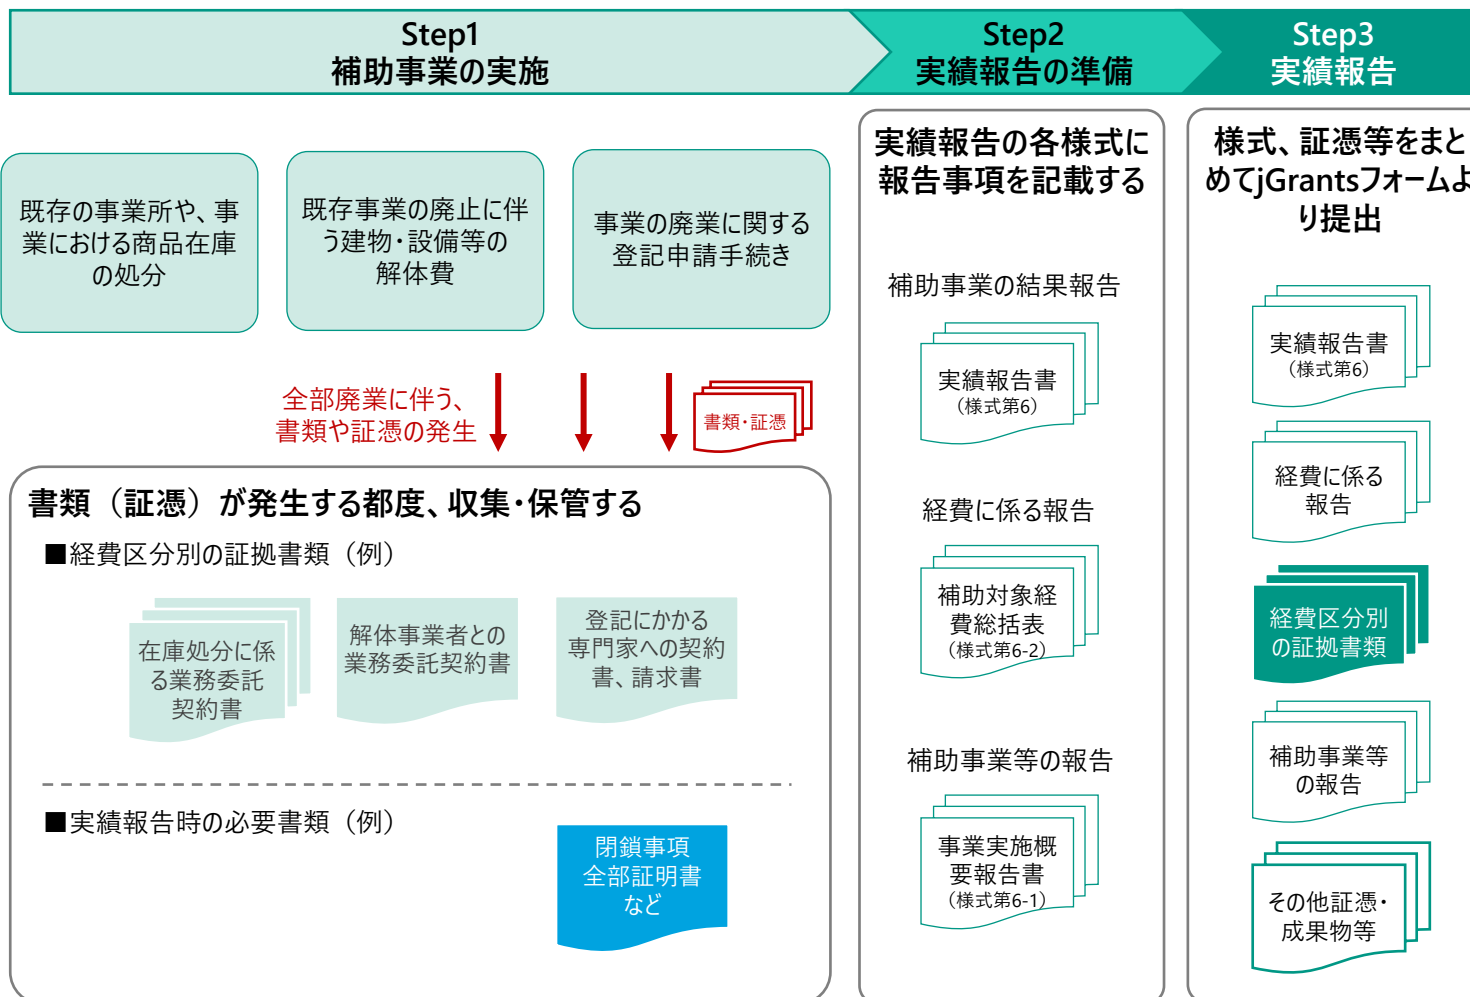 Step1
補助事業の実施
Step2
実績報告の準備
Step3
実績報告
既存の事業所や、事
業における商品在庫
の処分
既存事業の廃止に伴
う建物・設備等の
解体費
事業の廃業に関する
登記申請手続き
全部廃業に伴う、
書類や証憑の発生
書類・証憑
書類（証憑）が発生する都度、収集・保管する
■経費区分別の証拠書類（例）
在庫処分に係
る業務委託
契約書
解体事業者との
業務委託契約書
登記にかかる
専門家への契約
書、請求書
■実績報告時の必要書類（例）
閉鎖事項
全部証明書
など
実績報告の各様式に
報告事項を記載する
補助事業の結果報告
実績報告書
（様式第6）
経費に係る報告
補助対象経
費総括表
（様式第6-2）
補助事業等の報告
事業実施概
要報告書
（様式第6-1）
様式、証憑等をまと
めてjGrantsフォームよ
り提出
実績報告書
（様式第6）
経費に係る
報告
経費区分別
の証拠書類
補助事業等
の報告
その他証憑・
成果物等